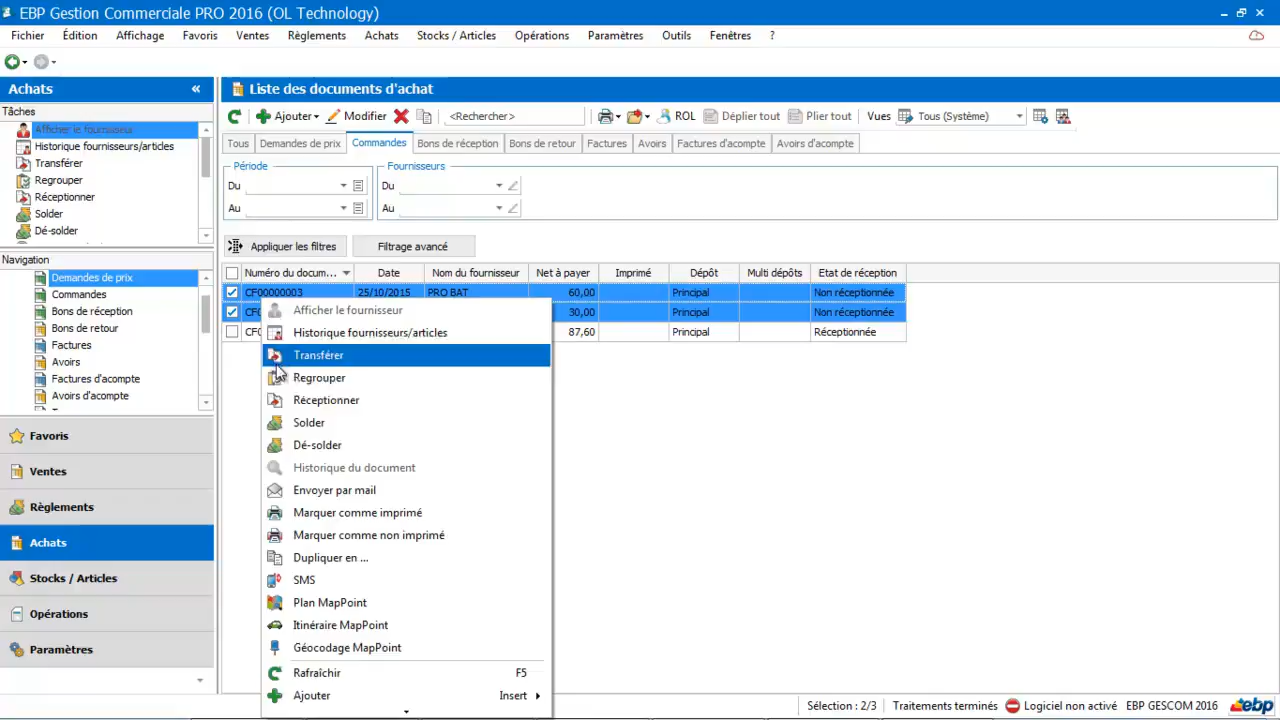 EBP Gestion Commerciale PRO 2016 (OL Technology)
Fichier Édition Affichage Favoris Ventes Règlements Achats Stocks / Articles Opérations Paramètres Outils Fenêtres ?
Achats «
Tâches
Afficher le fournisseur
Historique fournisseurs/articles
Transférer
Regrouper
Réceptionner
Solder
Dé-solder
Navigation
Demandes de prix
Commandes
Bons de réception
Bons de retour
Factures
Avoirs
Factures d'acompte
Avoirs d'acompte
Favoris
Ventes
Règlements
Achats
Stocks / Articles
Opérations
Paramètres
Liste des documents d'achat
Ajouter Modifier <Rechercher> ROL Déplier tout Plier tout Vues Tous (Système)
Tous Demandes de prix Commandes Bons de réception Bons de retour Factures Avoirs Factures d'acompte Avoirs d'acompte
Période Fournisseurs
Du Du
Au Au
Appliquer les filtres Filtrage avancé
Numéro du docum... Date Nom du fournisseur Net à payer Imprimé Dépôt Multi dépôts Etat de réception
CF00000003 25/10/2015 PRO BAT 60,00 Principal Non réceptionnée
30,00 Principal Non réceptionnée
87,60 Principal Réceptionnée
Afficher le fournisseur
Historique fournisseurs/articles
Transférer
Regrouper
Réceptionner
Solder
Dé-solder
Historique du document
Envoyer par mail
Marquer comme imprimé
Marquer comme non imprimé
Dupliquer en ...
SMS
Plan MapPoint
Itinéraire MapPoint
Géocodage MapPoint
Rafraîchir F5
Ajouter Insert
Sélection : 2/3 Traitements terminés Logiciel non activé EBP GESCOM 2016 ebp